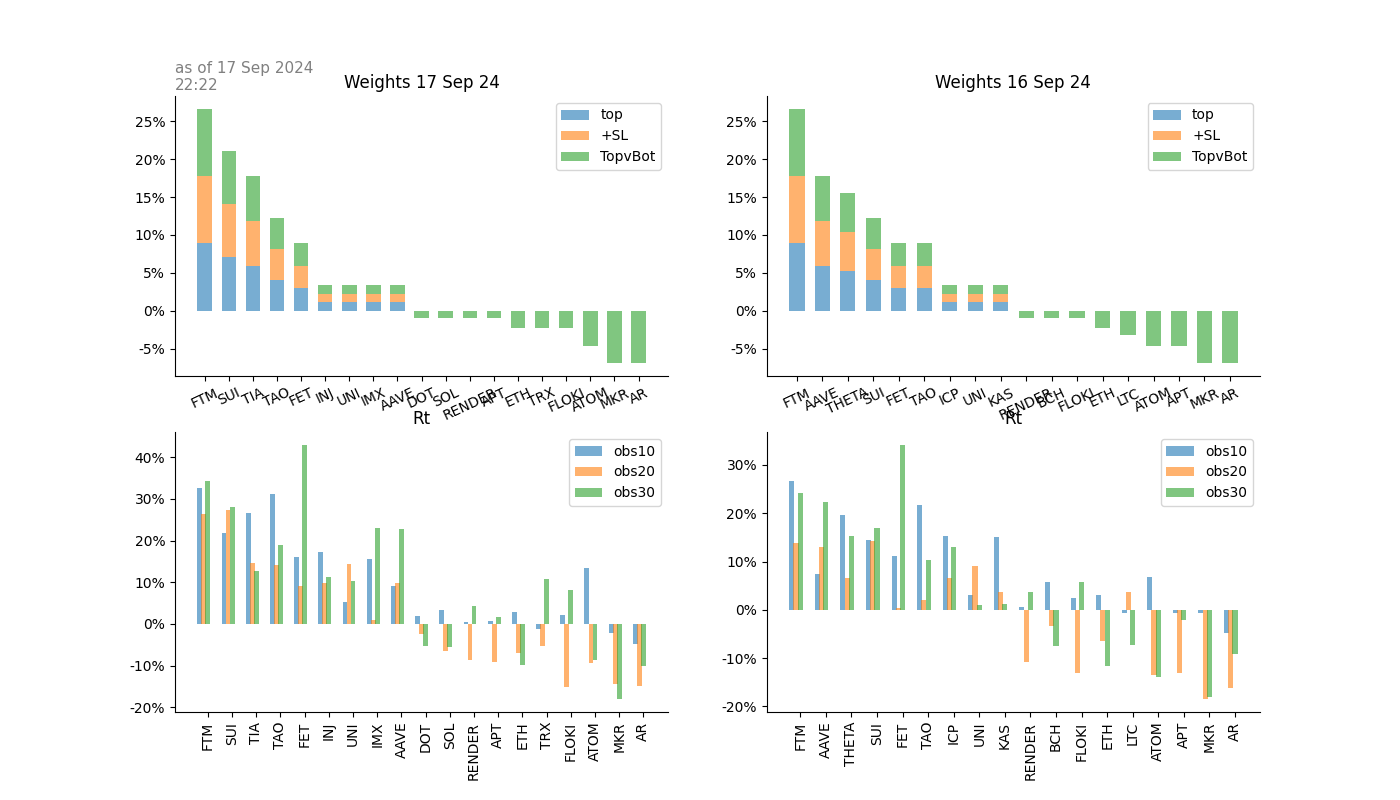 as of 17 Sep 2024
22:22
Weights 17 Sep 24
25%
20%
15%
10%
5%
0%
-5%
top
+SL
TopvBot
FTM SUI TIA TAO FET INJ UNI IMX AAVE DOT SOL RENDER APT ETH TRX FLOKI ATOM MKR AR
Weights 16 Sep 24
25%
20%
15%
10%
5%
0%
-5%
top
+SL
TopvBot
FTM AAVE THETA SUI FET TAO ICP UNI KAS RENDER BCH FLOKI ETH LTC ATOM APT MKR AR
Rt
40%
30%
20%
10%
0%
-10%
-20%
obs10
obs20
obs30
FTM SUI TIA TAO FET INJ UNI IMX AAVE DOT SOL RENDER APT ETH TRX FLOKI ATOM MKR AR
Rt
30%
20%
10%
0%
-10%
-20%
obs10
obs20
obs30
FTM AAVE THETA SUI FET TAO ICP UNI KAS RENDER BCH FLOKI ETH LTC ATOM APT MKR AR